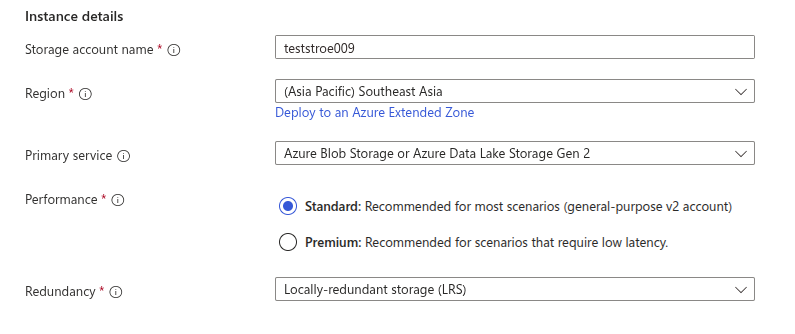 Instance details
Storage account name *
teststroe009
Region *
(Asia Pacific) Southeast Asia
Deploy to an Azure Extended Zone
Primary service
Azure Blob Storage or Azure Data Lake Storage Gen 2
Performance *
Standard: Recommended for most scenarios (general-purpose v2 account)
Premium: Recommended for scenarios that require low latency.
Redundancy *
Locally-redundant storage (LRS)